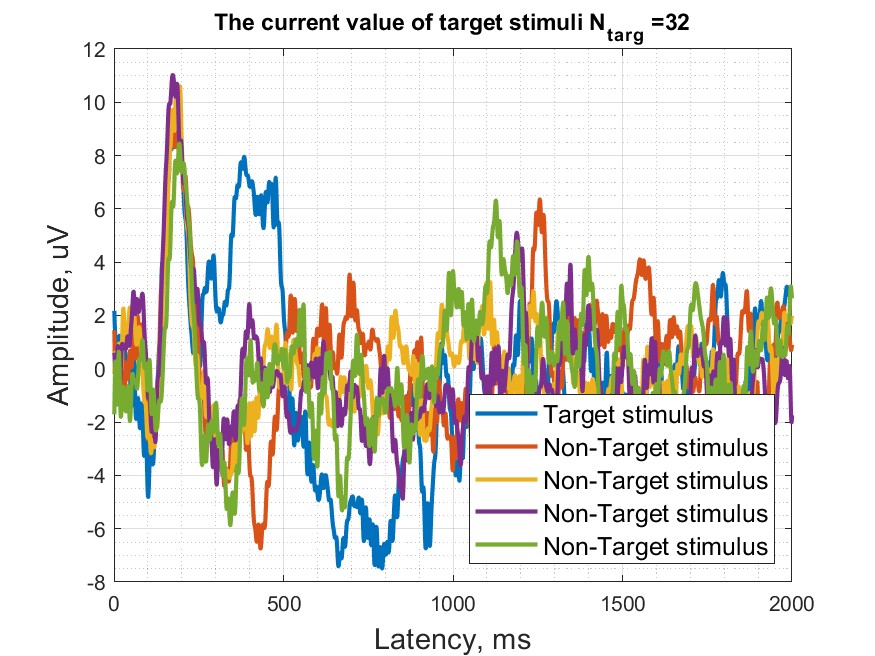 The current value of target stimuli N_targ =32
12
10
8
6
4
2
0
-2
-4
-6
-8
Amplitude, uV
Target stimulus
Non-Target stimulus
Non-Target stimulus
Non-Target stimulus
Non-Target stimulus
0 500 1000 1500 2000
Latency, ms